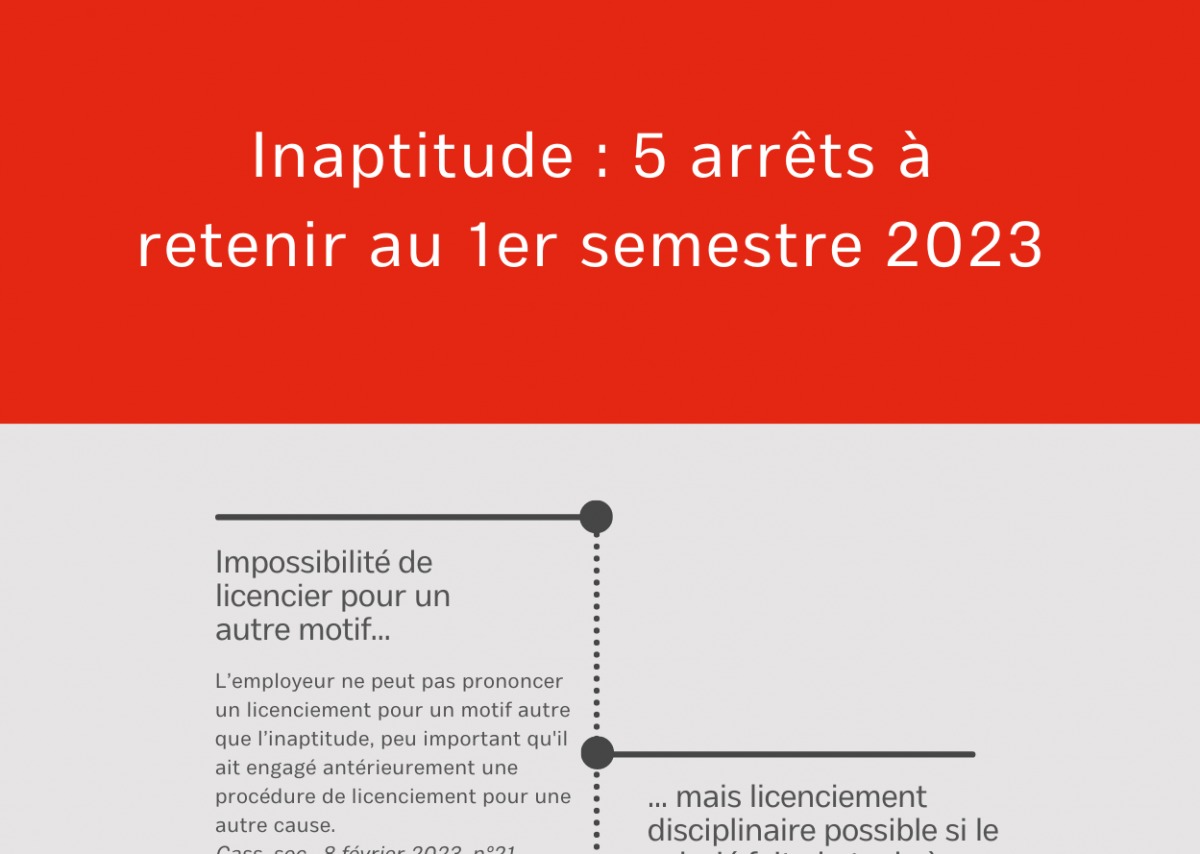 Inaptitude : 5 arrêts à
retenir au 1er semestre 2023
Impossibilité de
licencier pour un
autre motif...
L'employeur ne peut pas prononcer
un licenciement pour un motif autre
que l'inaptitude, peu important qu'il
ait engagé antérieurement une
procédure de licenciement pour une
autre cause.
Cass. soc., 8 février 2023, n°21
... mais licenciement
disciplinaire possible si le